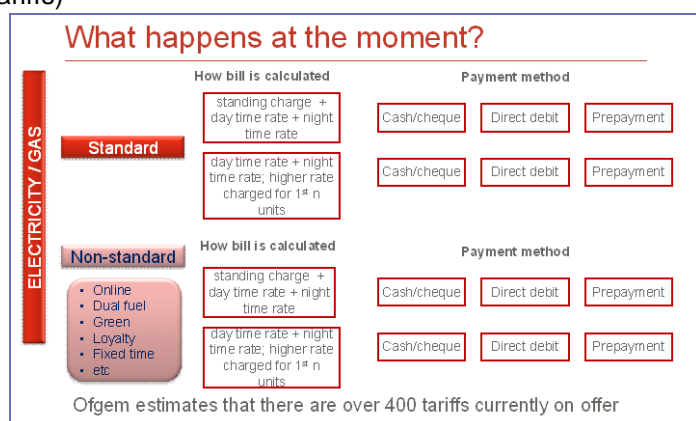 What happens at the moment?
ELECTRICITY / GAS
How bill is calculated
Payment method
Standard
standing charge +
day time rate + night
time rate
Cash/cheque
Direct debit
Prepayment
day time rate + night
time rate; higher rate
charged for 1st n
units
Cash/cheque
Direct debit
Prepayment
Non-standard
• Online
• Dual fuel
• Green
• Loyalty
• Fixed time
• etc
How bill is calculated
Payment method
standing charge +
day time rate + night
time rate
Cash/cheque
Direct debit
Prepayment
day time rate + night
time rate; higher rate
charged for 1st n
units
Cash/cheque
Direct debit
Prepayment
Ofgem estimates that there are over 400 tariffs currently on offer